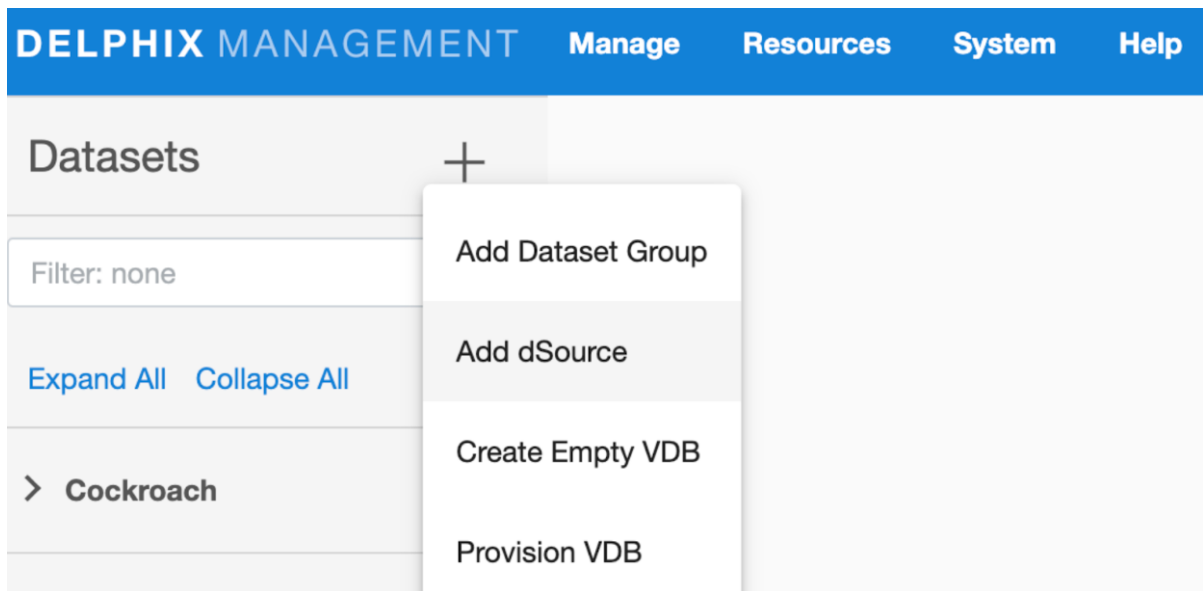 DELPHIX MANAGEMENT Manage Resources System Help
Datasets
Add Dataset Group
Filter: none
Add dSource
Expand All Collapse All
Create Empty VDB
Cockroach
Provision VDB